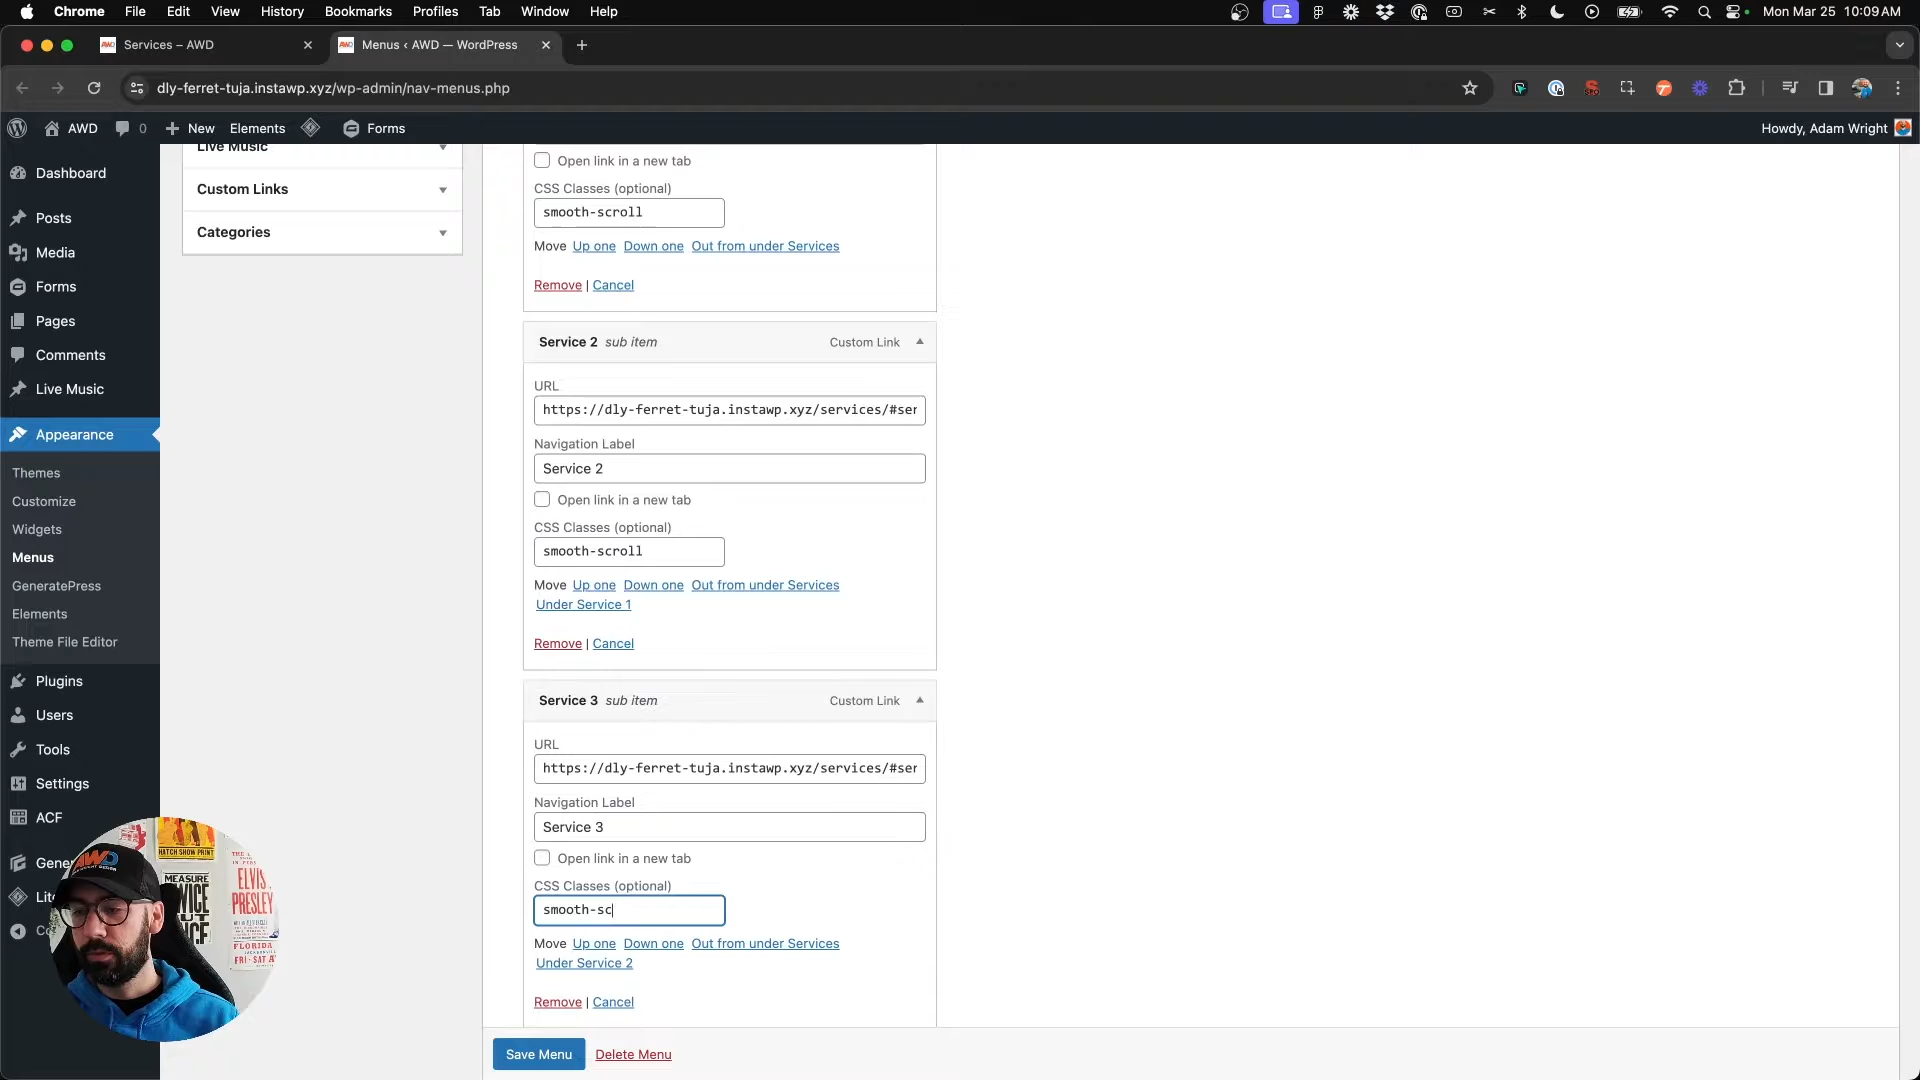 Chrome File Edit View History Bookmarks Profiles Tab Window Help Mon Mar 25 10:09 AM
Services – AWD Menus ‹ AWD — WordPress
dly-ferret-tuja.instawp.xyz/wp-admin/nav-menus.php
AWD 0 New Elements Forms Howdy, Adam Wright
Dashboard
Posts
Media
Forms
Pages
Comments
Live Music
Appearance
Themes
Customize
Widgets
Menus
GeneratePress
Elements
Theme File Editor
Plugins
Users
Tools
Settings
ACF
Live Music
Custom Links
Categories
Open link in a new tab
CSS Classes (optional)
smooth-scroll
Move Up one Down one Out from under Services
Remove | Cancel
Service 2 sub item Custom Link
URL
https://dly-ferret-tuja.instawp.xyz/services/#ser
Navigation Label
Service 2
Open link in a new tab
CSS Classes (optional)
smooth-scroll
Move Up one Down one Out from under Services
Under Service 1
Remove | Cancel
Service 3 sub item Custom Link
URL
https://dly-ferret-tuja.instawp.xyz/services/#ser
Navigation Label
Service 3
Open link in a new tab
CSS Classes (optional)
smooth-sc
Move Up one Down one Out from under Services
Under Service 2
Remove | Cancel
Save Menu Delete Menu
HATCH SHOW PRINT
MEASURE
ELVIS
PRESLEY
FLORIDA
AWD